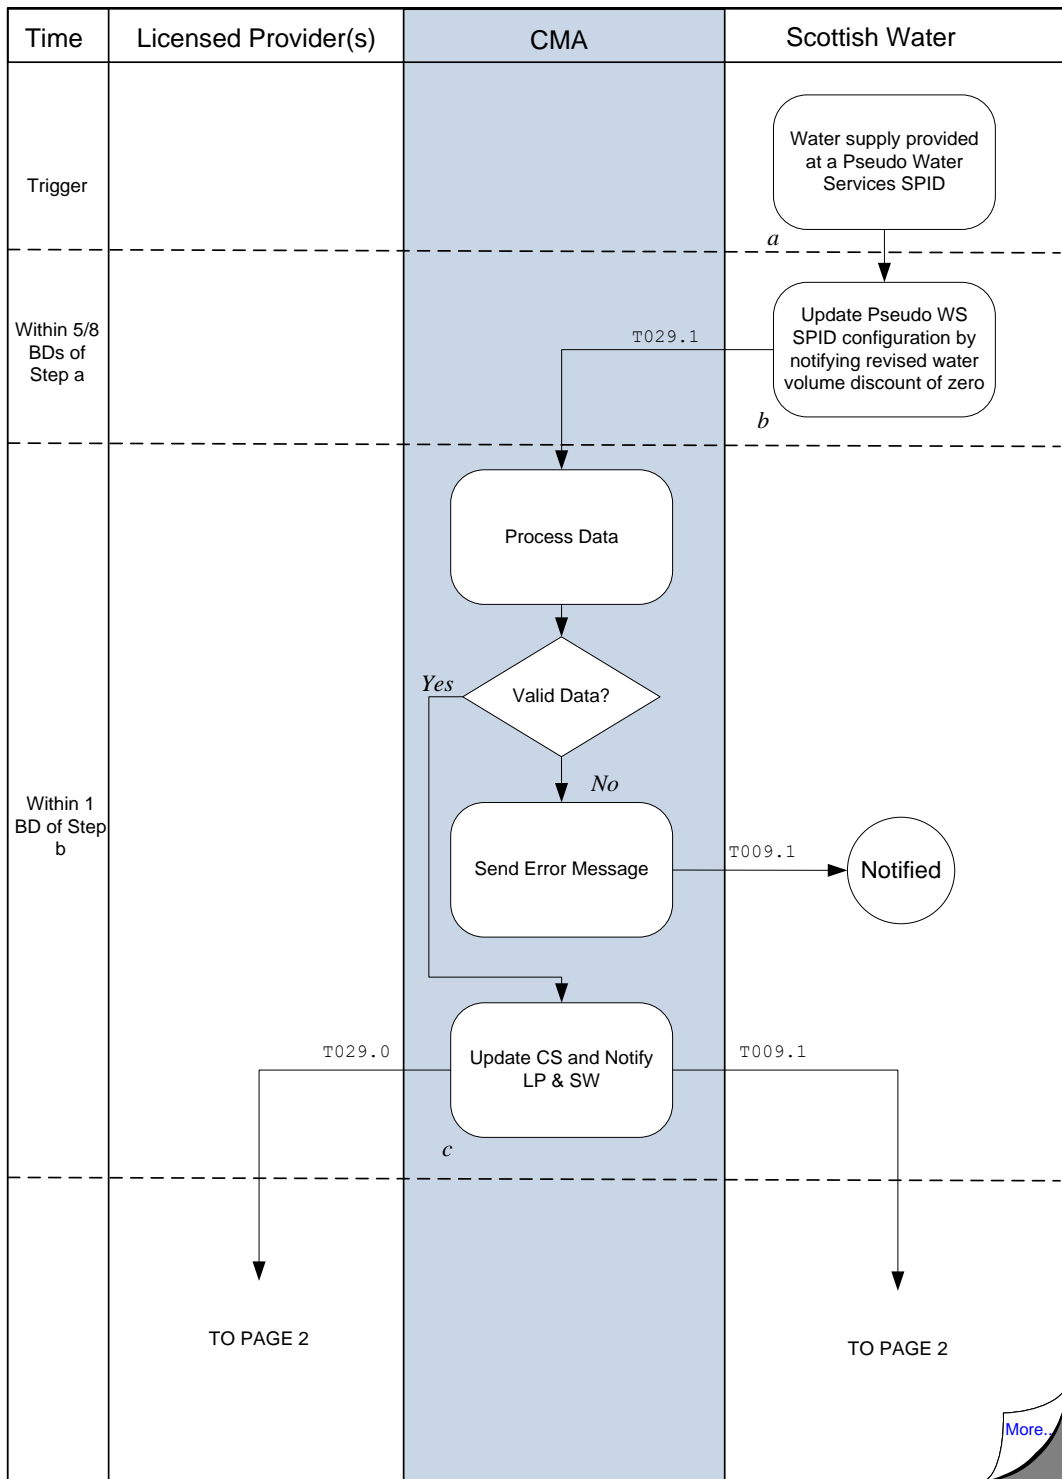 Time
Licensed Provider(s)
CMA
Scottish Water
Trigger
Water supply provided
at a Pseudo Water
Services SPID
a
Within 5/8
BDs of
Step a
T029.1
Update Pseudo WS
SPID configuration by
notifying revised water
volume discount of zero
b
Process Data
Yes
Valid Data?
No
Within 1
BD of Step
b
Send Error Message
T009.1
Notified
T029.0
Update CS and Notify
LP & SW
T009.1
c
TO PAGE 2
TO PAGE 2
More..